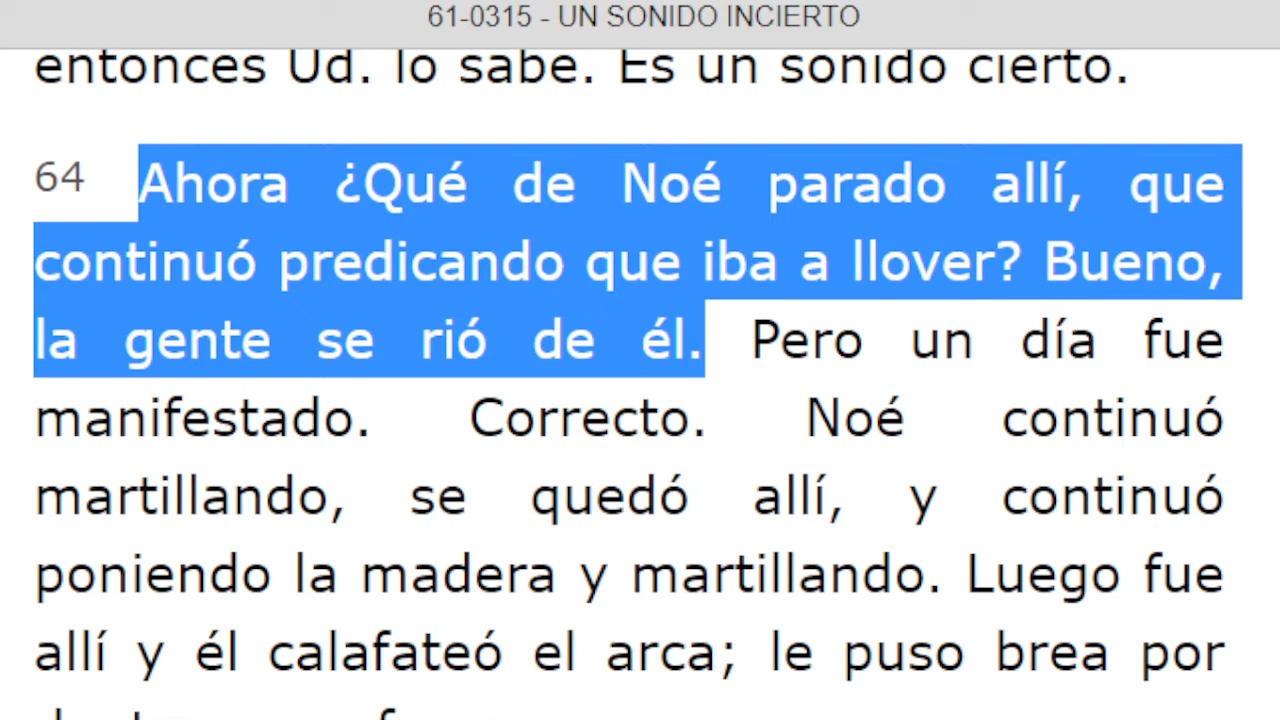 61-0315 - UN SONIDO INCIERTO
entonces Ud. lo sabe. Es un sonido cierto.
64 Ahora ¿Qué de Noé parado allí, que
continuó predicando que iba a llover? Bueno,
la gente se rió de él. Pero un día fue
manifestado. Correcto. Noé continuó
martillando, se quedó allí, y continuó
poniendo la madera y martillando. Luego fue
allí y él calafateó el arca; le puso brea por